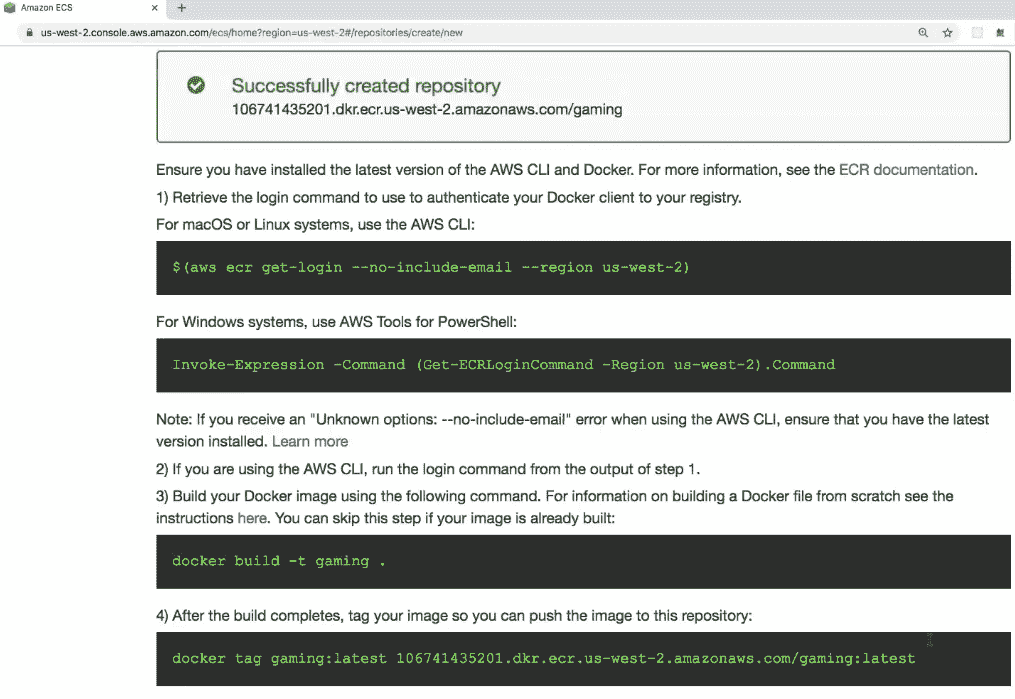 Amazon ECS
us-west-2.console.aws.amazon.com/ecs/home?region=us-west-2#/repositories/create/new
Successfully created repository
106741435201.dkr.ecr.us-west-2.amazonaws.com/gaming
Ensure you have installed the latest version of the AWS CLI and Docker. For more information, see the ECR documentation.
1) Retrieve the login command to use to authenticate your Docker client to your registry.
For macOS or Linux systems, use the AWS CLI:
$(aws ecr get-login --no-include-email --region us-west-2)
For Windows systems, use AWS Tools for PowerShell:
Invoke-Expression -Command (Get-ECRLoginCommand -Region us-west-2).Command
Note: If you receive an "Unknown options: --no-include-email" error when using the AWS CLI, ensure that you have the latest
version installed. Learn more
2) If you are using the AWS CLI, run the login command from the output of step 1.
3) Build your Docker image using the following command. For information on building a Docker file from scratch see the
instructions here. You can skip this step if your image is already built:
docker build -t gaming .
4) After the build completes, tag your image so you can push the image to this repository:
docker tag gaming:latest 106741435201.dkr.ecr.us-west-2.amazonaws.com/gaming:latest